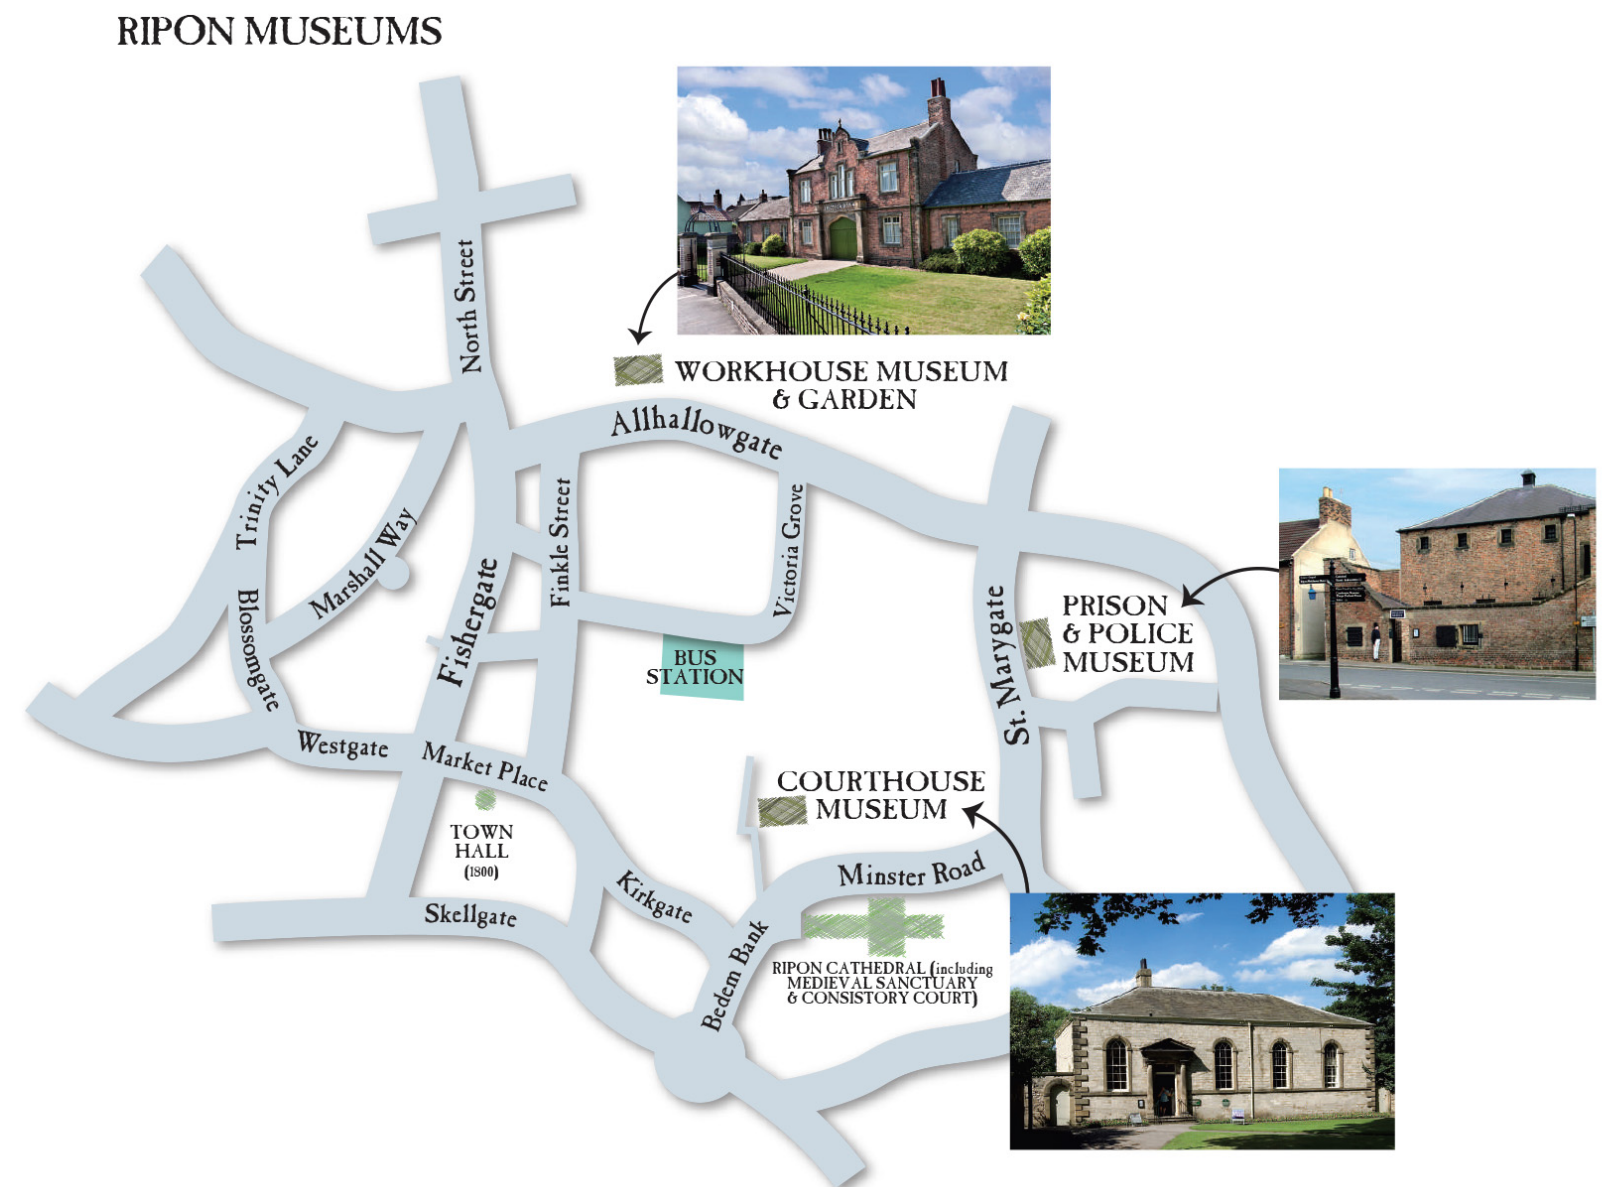 RIPON MUSEUMS
North Street
WORKHOUSE MUSEUM
& GARDEN
Allhallowgate
Trinity Lane
Marshall Way
Finkle Street
Victoria Grove
Fishergate
Blossomgate
St. Marygate
PRISON
& POLICE
MUSEUM
BUS
STATION
Westgate
Market Place
COURTHOUSE
MUSEUM
TOWN
HALL
(1800)
Minster Road
Kirkgate
Skellgate
Bedem Bank
RIPON CATHEDRAL (including
MEDIEVAL SANCTUARY
& CONSISTORY COURT)